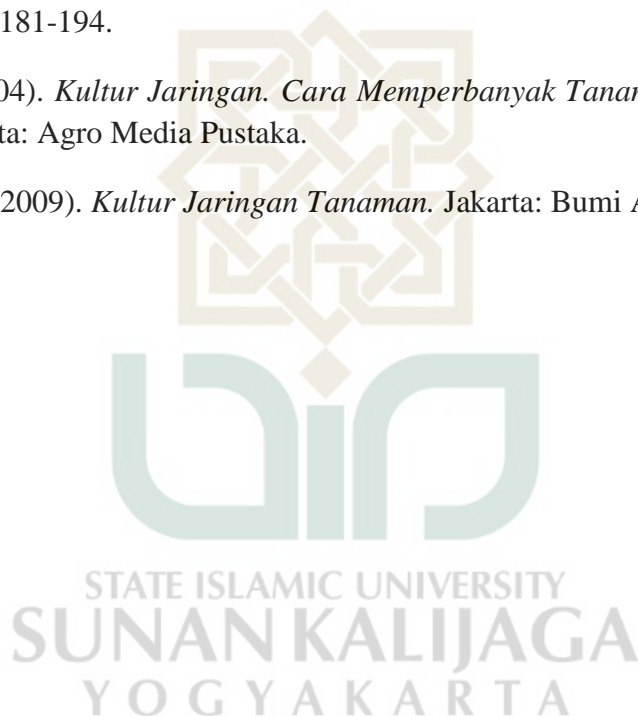 181-194.
04). Kultur Jaringan. Cara Memperbanyak Tanar
ta: Agro Media Pustaka.
2009). Kultur Jaringan Tanaman. Jakarta: Bumi A
STATE ISLAMIC UNIVERSITY
SUNAN KALIJAGA
YOGYAKARTA